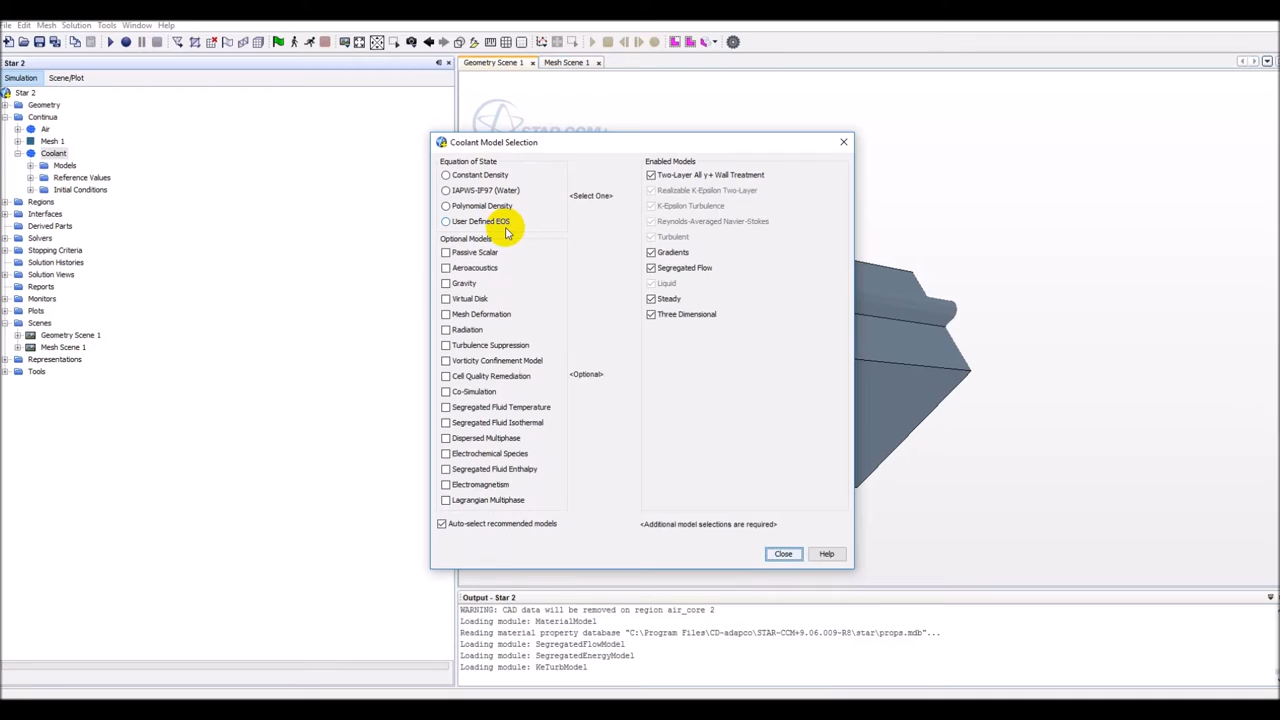 File Edit Mesh Solution Tools Window Help
Star 2
Geometry Scene 1
Mesh Scene 1
Simulation
Scene/Plot
Star 2
Geometry
Continua
Air
Mesh 1
Coolant
Models
Reference Values
Initial Conditions
Regions
Interfaces
Derived Parts
Solvers
Stopping Criteria
Solution Histories
Solution Views
Reports
Monitors
Plots
Scenes
Geometry Scene 1
Mesh Scene 1
Representations
Tools
STAR-CCM+
Coolant Model Selection
Equation of State
Constant Density
IAPWS-IF97 (Water)
Polynomial Density
User Defined EOS
<Select One>
Optional Models
Passive Scalar
Aeroacoustics
Gravity
Virtual Disk
Mesh Deformation
Radiation
Turbulence Suppression
Vorticity Confinement Model
Cell Quality Remediation
Co-Simulation
Segregated Fluid Temperature
Segregated Fluid Isothermal
Dispersed Multiphase
Electrochemical Species
Segregated Fluid Enthalpy
Electromagnetism
Lagrangian Multiphase
<Optional>
Enabled Models
Two-Layer All y+ Wall Treatment
Realizable K-Epsilon Two-Layer
K-Epsilon Turbulence
Reynolds-Averaged Navier-Stokes
Turbulent
Gradients
Segregated Flow
Liquid
Steady
Three Dimensional
Auto-select recommended models
<Additional model selections are required>
Close
Help
Output - Star 2
WARNING: CAD data will be removed on region air_core 2
Loading module: MaterialModel
Reading material property database "C:\Program Files\CD-adapco\STAR-CCM+9.06.009-R8\star\props.mdb"...
Loading module: SegregatedFlowModel
Loading module: SegregatedEnergyModel
Loading module: KeTurbModel